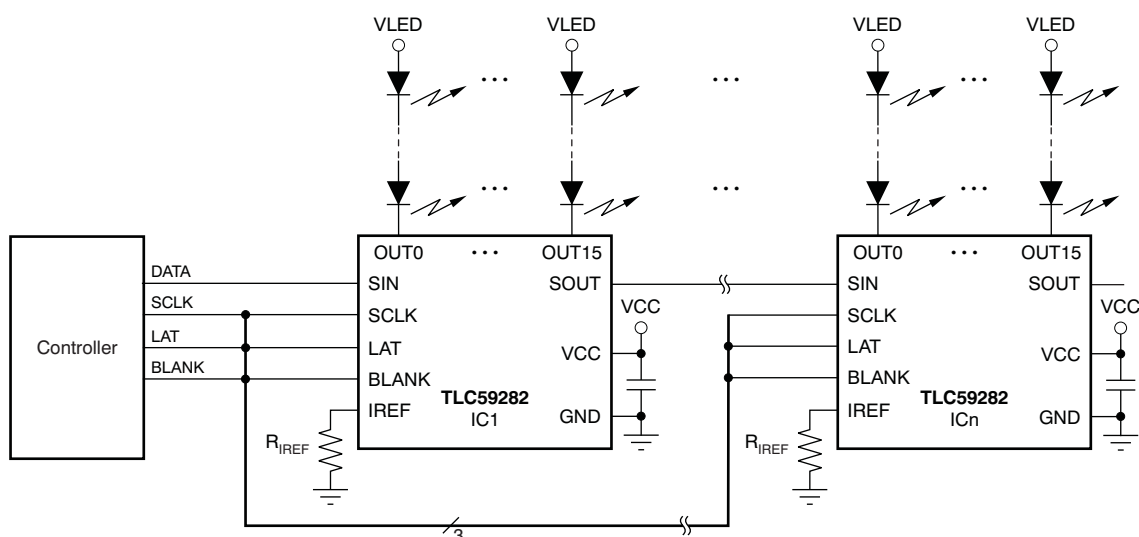 VLED VLED VLED VLED
... ... ... ...
... ... ...
OUT0 ... OUT15 OUT0 ... OUT15
Controller
DATA
SCLK
LAT
BLANK
SIN
SCLK
LAT
BLANK
IREF
SOUT
VCC
VCC
GND
TLC59282
IC1
RIREF
3
SIN
SCLK
LAT
BLANK
IREF
SOUT
VCC
VCC
GND
TLC59282
ICn
RIREF